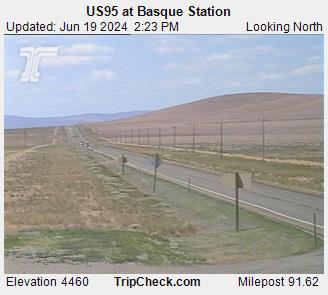 US95 at Basque Station
Updated: Jun 19 2024 2:23 PM Looking North
Elevation 4460 TripCheck.com Milepost 91.62